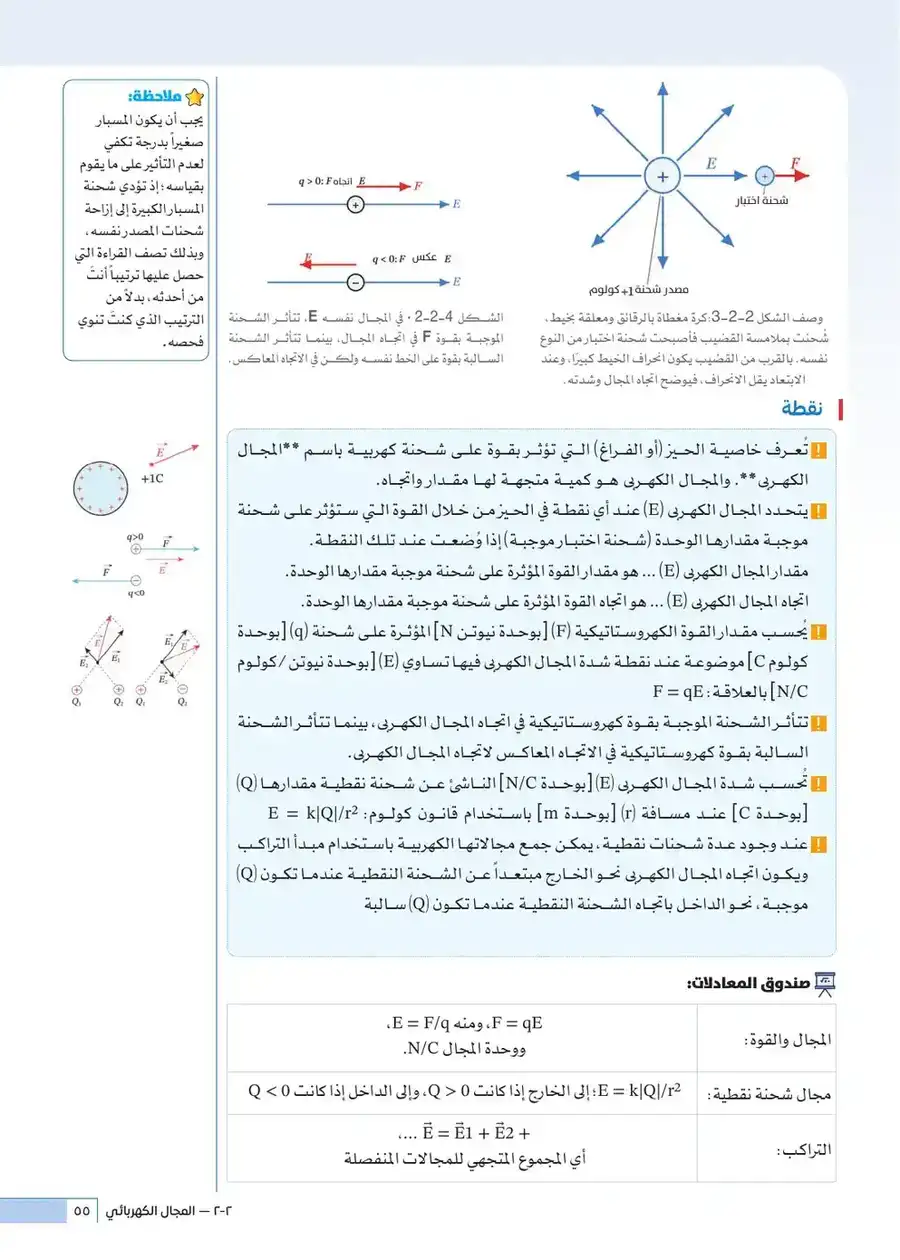 E
F
شحنة اختبار
مصدر شحنة 1+ كولوم
وصف الشكل 2-2-3: كرة مغطاة بالرقائق ومعلقة بخيط،
شُحنت بملامسة القضيب فأصبحت شحنة اختبار من النوع
نفسه. بالقرب من القضيب يكون انحراف الخيط كبيرًا، وعند
الابتعاد يقل الانحراف، فيوضح اتجاه المجال وشدته.
q > 0: F اتجاه E
F
E
E
q < 0: F عكس E
E
الشكل 4-2-2٠ في المجال نفسه E، تتأثر الشحنة
الموجبة بقوة F في اتجاه المجال، بينما تتأثر الشحنة
السالبة بقوة على الخط نفسه ولكن في الاتجاه المعاكس.
ملاحظة:
يجب أن يكون المسبار
صغيراً بدرجة تكفي
لعدم التأثير على ما يقوم
بقياسه؛ إذ تؤدي شحنة
المسبار الكبيرة إلى إزاحة
شحنات المصدر نفسه،
وبذلك تصف القراءة التي
حصل عليها ترتيباً أنتَ
من أحدثه، بدلاً من
الترتيب الذي كنتَ تنوي
فحصه.
نقطة
تُعرف خاصية الحيز (أو الفراغ) التي تؤثر بقوة على شحنة كهربية باسم **المجال
الكهربى**. والمجال الكهربى هو كمية متجهة لها مقدار واتجاه.
يتحدد المجال الكهربى (E) عند أي نقطة في الحيز من خلال القوة التي ستؤثر على شحنة
موجبة مقدارها الوحدة (شحنة اختبار موجبة) إذا وُضعت عند تلك النقطة.
مقدار المجال الكهربى (E) ... هو مقدار القوة المؤثرة على شحنة موجبة مقدارها الوحدة.
اتجاه المجال الكهربى (E) ... هو اتجاه القوة المؤثرة على شحنة موجبة مقدارها الوحدة.
يُحسب مقدار القوة الكهروستاتيكية (F) [بوحدة نيوتن N] المؤثرة على شحنة (q) [بوحدة
كولوم C] موضوعة عند نقطة شدة المجال الكهربى فيها تساوي (E) [بوحدة نيوتن / كولوم
N/C] بالعلاقة: F = qE
تتأثر الشحنة الموجبة بقوة كهروستاتيكية في اتجاه المجال الكهربى، بينما تتأثر الشحنة
السالبة بقوة كهروستاتيكية في الاتجاه المعاكس لاتجاه المجال الكهربى.
تُحسب شدة المجال الكهربى (E) [بوحدة N/C] الناشئ عن شحنة نقطية مقدارها (Q)
[بوحدة C] عند مسافة (r) [بوحدة m] باستخدام قانون كولوم: E = k|Q|/r²
عند وجود عدة شحنات نقطية، يمكن جمع مجالاتها الكهربية باستخدام مبدأ التراكب
ويكون اتجاه المجال الكهربى نحو الخارج مبتعداً عن الشحنة النقطية عندما تكون (Q)
موجبة، نحو الداخل باتجاه الشحنة النقطية عندما تكون (Q) سالبة
E
+1C
q>0
F
E
F
q<0
E
E₂ E₁
Q₁ Q₂
E₁ E
E₂
Q₁ Q₂
صندوق المعادلات:
المجال والقوة:
F = qE، ومنه E = F/q،
ووحدة المجال N/C.
مجال شحنة نقطية:
E = k|Q|/r²؛ إلى الخارج إذا كانت Q > 0، وإلى الداخل إذا كانت Q < 0
التراكب:
E⃗ = E⃗1 + E⃗2 + ...،
أي المجموع المتجهي للمجالات المنفصلة
٢-٢ — المجال الكهربائي ٥٥